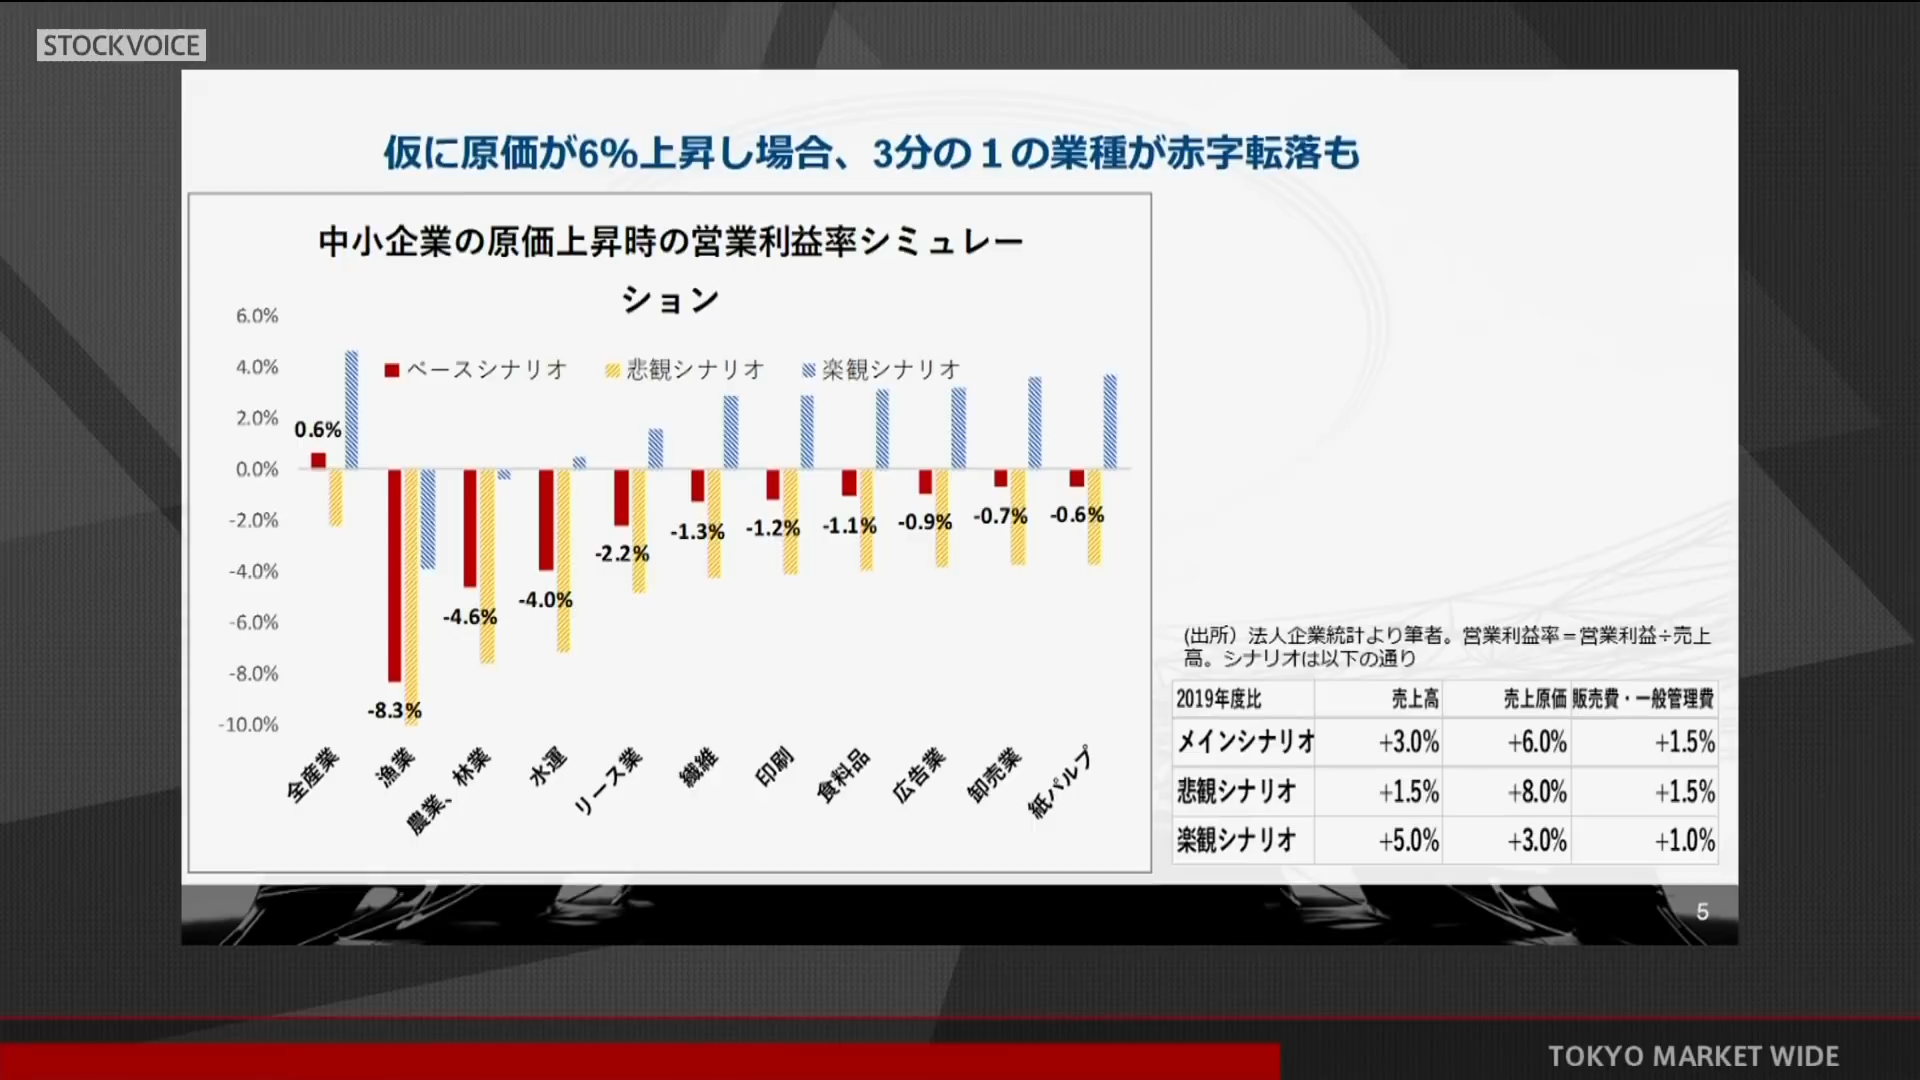 STOCKVOICE
仮に原価が6%上昇し場合、3分の１の業種が赤字転落も
中小企業の原価上昇時の営業利益率シミュレー
ション
6.0%
4.0%
2.0%
0.0%
-2.0%
-4.0%
-6.0%
-8.0%
-10.0%
ベースシナリオ 悲観シナリオ 楽観シナリオ
0.6%
-8.3%
-4.6%
-4.0%
-2.2%
-1.3%
-1.2%
-1.1%
-0.9%
-0.7%
-0.6%
全産業
漁業
農業、林業
水運
リース業
繊維
印刷
食料品
広告業
卸売業
紙パルプ
(出所）法人企業統計より筆者。営業利益率＝営業利益÷売上
高。シナリオは以下の通り
2019年度比 売上高 売上原価 販売費・一般管理費
メインシナリオ +3.0% +6.0% +1.5%
悲観シナリオ +1.5% +8.0% +1.5%
楽観シナリオ +5.0% +3.0% +1.0%
5
TOKYO MARKET WIDE